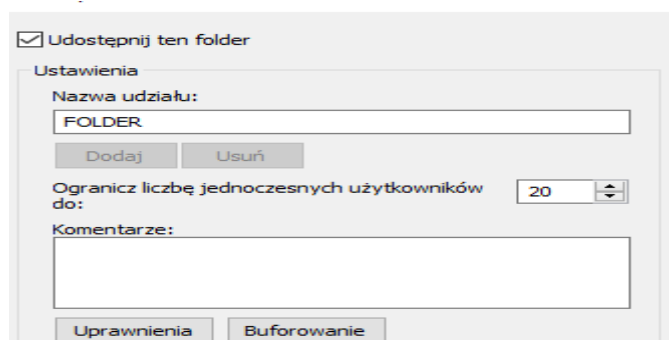 Udostępnij ten folder
Ustawienia
Nazwa udziału:
FOLDER
Dodaj Usuń
Ogranicz liczbę jednoczesnych użytkowników 20
do:
Komentarze:
Uprawnienia Buforowanie